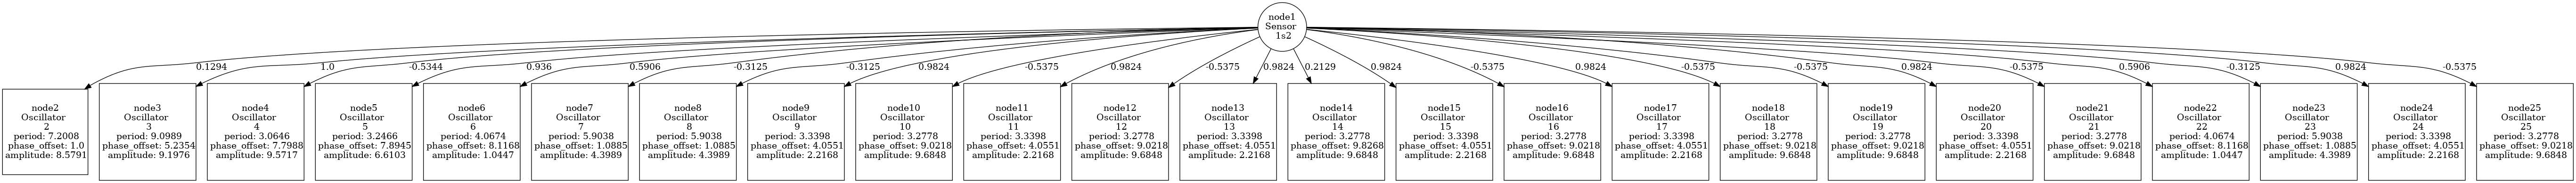 node1
Sensor
1s2
0.1294
1.0
-0.5344
0.936
0.5906
-0.3125
-0.3125
0.9824
-0.5375
0.9824
-0.5375
0.9824
0.2129
0.9824
-0.5375
0.9824
-0.5375
-0.5375
0.9824
-0.5375
0.5906
-0.3125
0.9824
-0.5375
node2
Oscillator
2
period: 7.2008
phase_offset: 1.0
amplitude: 8.5791
node3
Oscillator
3
period: 9.0989
phase_offset: 5.2354
amplitude: 9.1976
node4
Oscillator
4
period: 3.0646
phase_offset: 7.7988
amplitude: 9.5717
node5
Oscillator
5
period: 3.2466
phase_offset: 7.8945
amplitude: 6.6103
node6
Oscillator
6
period: 4.0674
phase_offset: 8.1168
amplitude: 1.0447
node7
Oscillator
7
period: 5.9038
phase_offset: 1.0885
amplitude: 4.3989
node8
Oscillator
8
period: 5.9038
phase_offset: 1.0885
amplitude: 4.3989
node9
Oscillator
9
period: 3.3398
phase_offset: 4.0551
amplitude: 2.2168
node10
Oscillator
10
period: 3.2778
phase_offset: 9.0218
amplitude: 9.6848
node11
Oscillator
11
period: 3.3398
phase_offset: 4.0551
amplitude: 2.2168
node12
Oscillator
12
period: 3.2778
phase_offset: 9.0218
amplitude: 9.6848
node13
Oscillator
13
period: 3.3398
phase_offset: 4.0551
amplitude: 2.2168
node14
Oscillator
14
period: 3.2778
phase_offset: 9.8268
amplitude: 9.6848
node15
Oscillator
15
period: 3.3398
phase_offset: 4.0551
amplitude: 2.2168
node16
Oscillator
16
period: 3.2778
phase_offset: 9.0218
amplitude: 9.6848
node17
Oscillator
17
period: 3.3398
phase_offset: 4.0551
amplitude: 2.2168
node18
Oscillator
18
period: 3.2778
phase_offset: 9.0218
amplitude: 9.6848
node19
Oscillator
19
period: 3.2778
phase_offset: 9.0218
amplitude: 9.6848
node20
Oscillator
20
period: 3.3398
phase_offset: 4.0551
amplitude: 2.2168
node21
Oscillator
21
period: 3.2778
phase_offset: 9.0218
amplitude: 9.6848
node22
Oscillator
22
period: 4.0674
phase_offset: 8.1168
amplitude: 1.0447
node23
Oscillator
23
period: 5.9038
phase_offset: 1.0885
amplitude: 4.3989
node24
Oscillator
24
period: 3.3398
phase_offset: 4.0551
amplitude: 2.2168
node25
Oscillator
25
period: 3.2778
phase_offset: 9.0218
amplitude: 9.6848